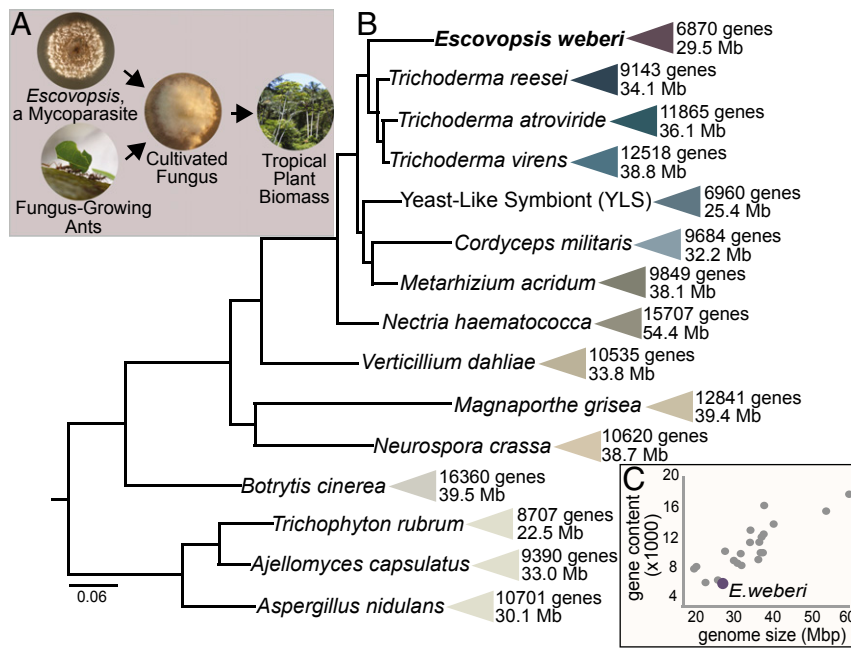 A
Escovopsis,
a Mycoparasite
Cultivated
Fungus
Tropical
Plant
Biomass
Fungus-Growing
Ants
B
Escovopsis weberi
6870 genes
29.5 Mb
Trichoderma reesei
9143 genes
34.1 Mb
Trichoderma atroviride
11865 genes
36.1 Mb
Trichoderma virens
12518 genes
38.8 Mb
Yeast-Like Symbiont (YLS)
6960 genes
25.4 Mb
Cordyceps militaris
9684 genes
32.2 Mb
Metarhizium acridum
9849 genes
38.1 Mb
Nectria haematococca
15707 genes
54.4 Mb
Verticillium dahliae
10535 genes
33.8 Mb
Magnaporthe grisea
12841 genes
39.4 Mb
Neurospora crassa
10620 genes
38.7 Mb
Botrytis cinerea
16360 genes
39.5 Mb
Trichophyton rubrum
8707 genes
22.5 Mb
Ajellomyces capsulatus
9390 genes
33.0 Mb
Aspergillus nidulans
10701 genes
30.1 Mb
0.06
C
gene content
(x1000)
20
16
12
8
4
E.weberi
20 30 40 50 60
genome size (Mbp)